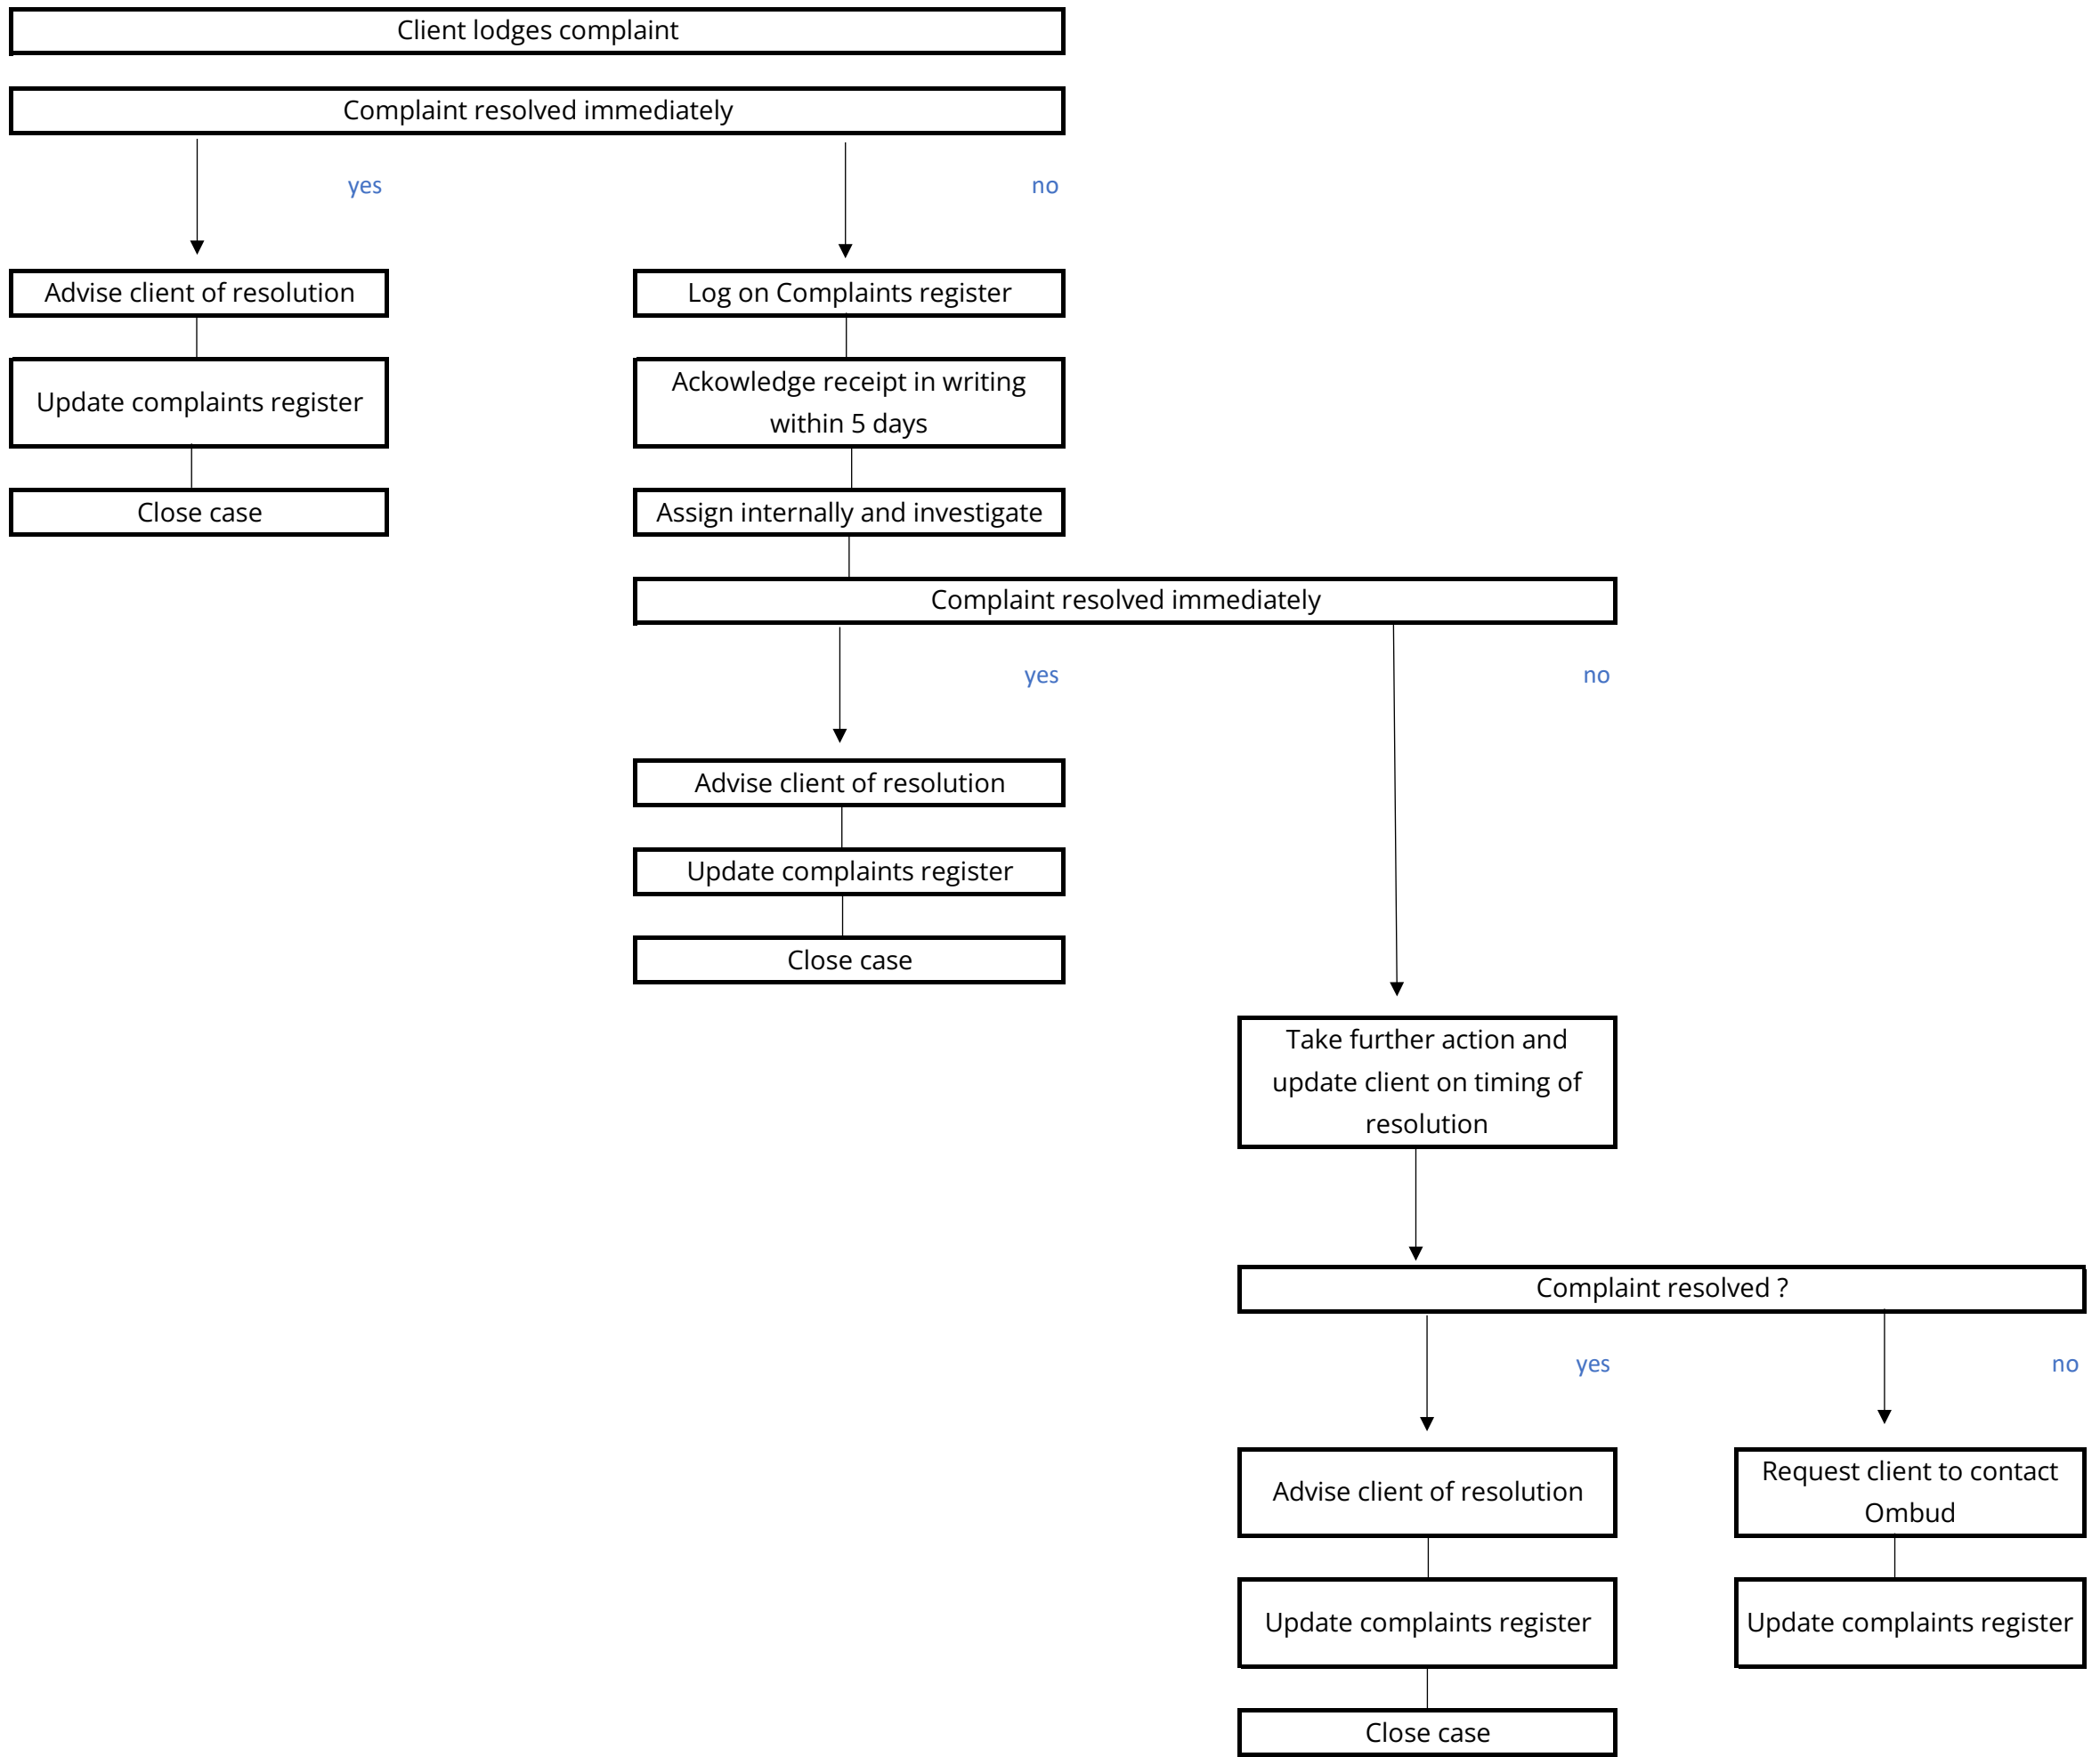 Client lodges complaint
Complaint resolved immediately
yes
no
Advise client of resolution
Log on Complaints register
Update complaints register
Ackowledge receipt in writing
within 5 days
Close case
Assign internally and investigate
Complaint resolved immediately
yes
no
Advise client of resolution
Update complaints register
Close case
Take further action and
update client on timing of
resolution
Complaint resolved ?
yes
no
Advise client of resolution
Request client to contact
Ombud
Update complaints register
Update complaints register
Close case